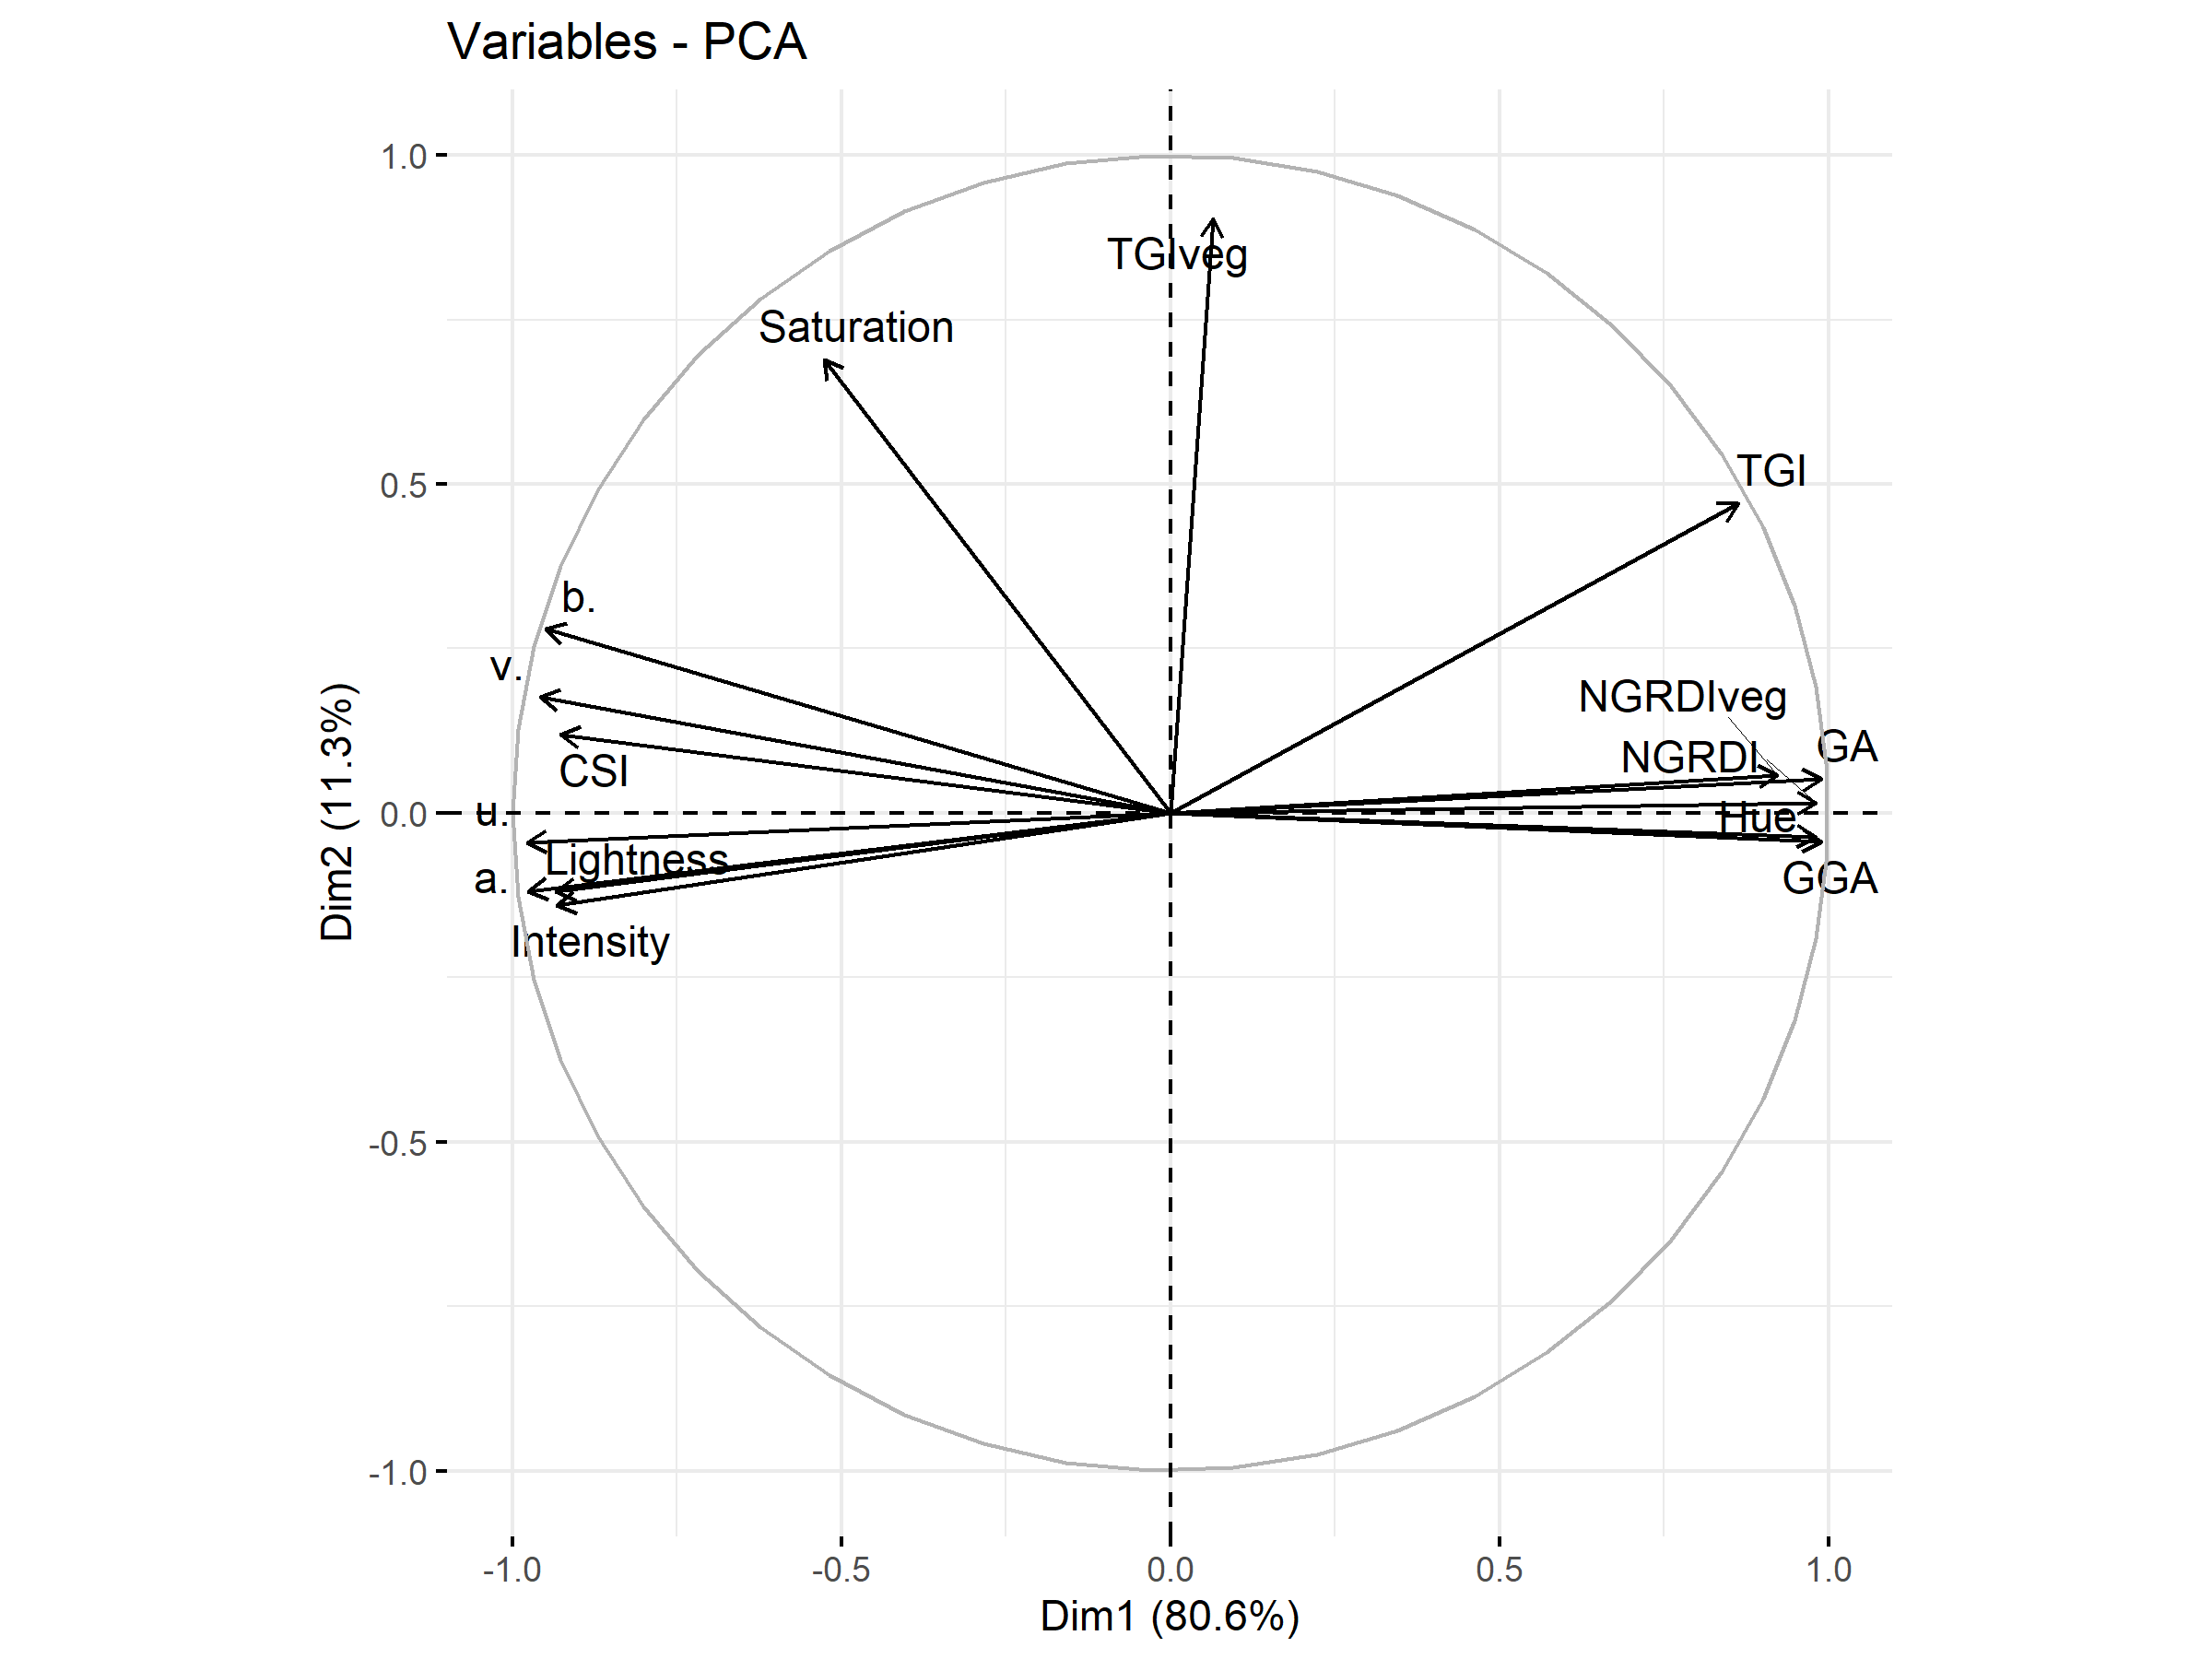 Variables - PCA
1.0
TGIveg
Saturation
TGI
0.5
b.
v.
NGRDIveg
GA
NGRDI
CSI
0.0
u.
Hue
Lightness
a.
GGA
Intensity
-0.5
-1.0
Dim2 (11.3%)
-1.0 -0.5 0.0 0.5 1.0
Dim1 (80.6%)